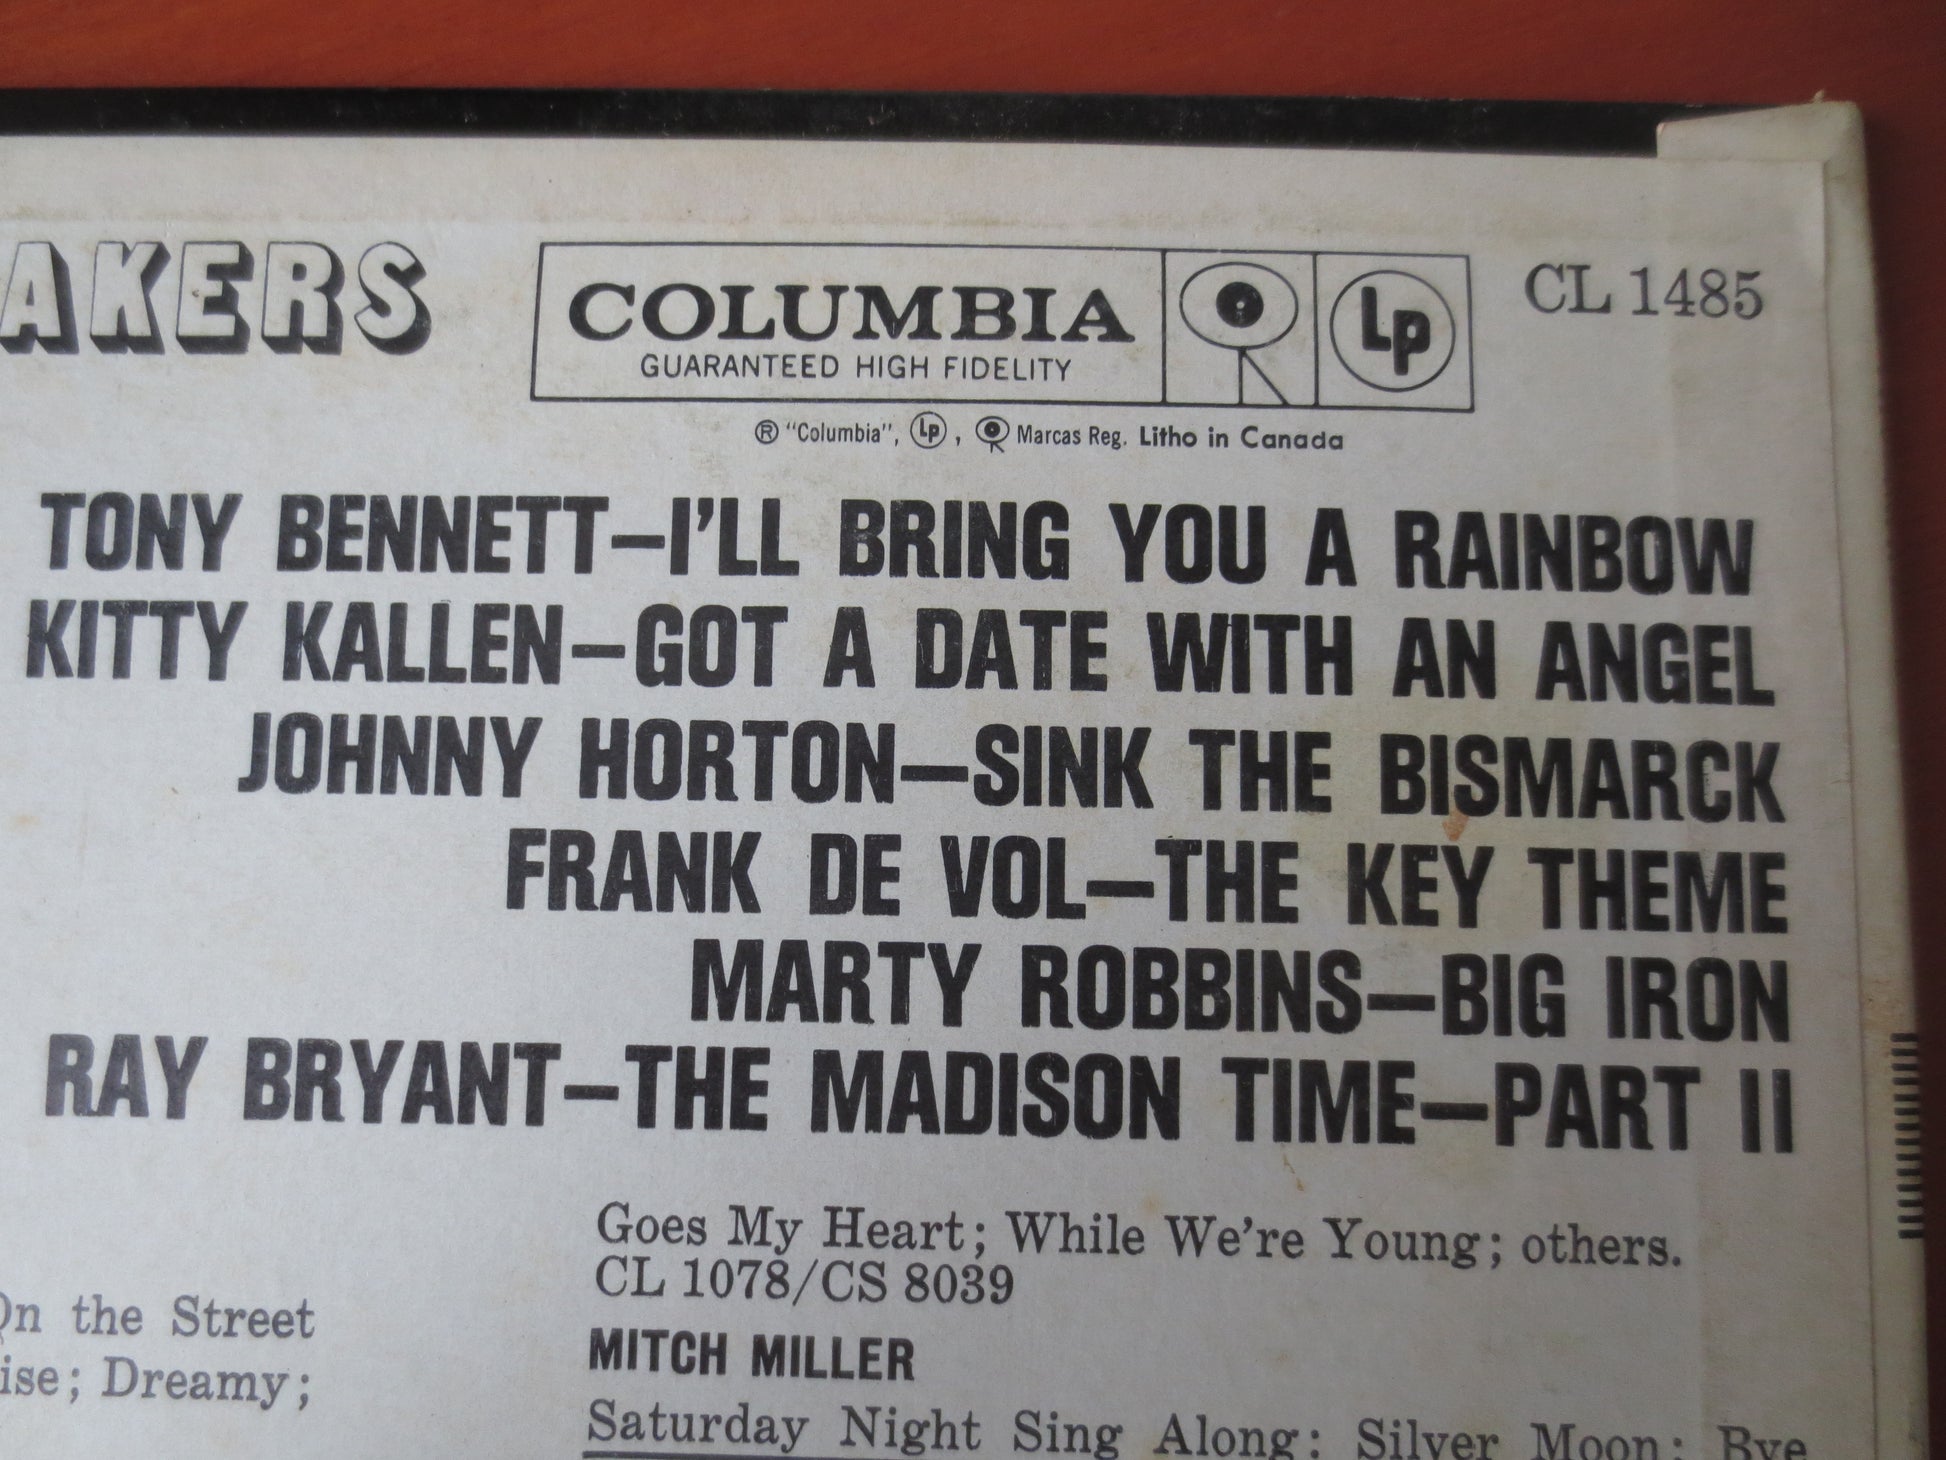 AKERS
COLUMBIA
GUARANTEED HIGH FIDELITY
Lp
CL 1485
® "Columbia", Lp, Marcas Reg. Litho in Canada
TONY BENNETT—I'LL BRING YOU A RAINBOW
KITTY KALLEN—GOT A DATE WITH AN ANGEL
JOHNNY HORTON—SINK THE BISMARCK
FRANK DE VOL—THE KEY THEME
MARTY ROBBINS—BIG IRON
RAY BRYANT—THE MADISON TIME—PART II
On the Street
ise; Dreamy;
Goes My Heart; While We're Young; others.
CL 1078/CS 8039
MITCH MILLER
Saturday Night Sing Along: Silver Moon; Bye